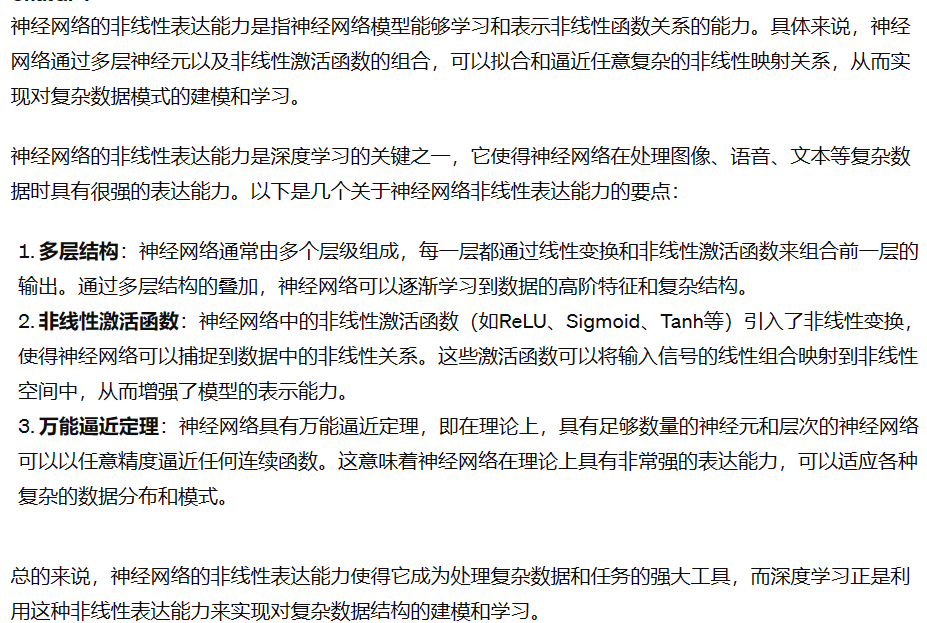 神经网络的非线性表达能力是指神经网络模型能够学习和表示非线性函数关系的能力。具体来说，神经
网络通过多层神经元以及非线性激活函数的组合，可以拟合和逼近任意复杂的非线性映射关系，从而实
现对复杂数据模式的建模和学习。
神经网络的非线性表达能力是深度学习的关键之一，它使得神经网络在处理图像、语音、文本等复杂数
据时具有很强的表达能力。以下是几个关于神经网络非线性表达能力的要点：
1. 多层结构：神经网络通常由多个层级组成，每一层都通过线性变换和非线性激活函数来组合前一层的
输出。通过多层结构的叠加，神经网络可以逐渐学习到数据的高阶特征和复杂结构。
2. 非线性激活函数：神经网络中的非线性激活函数（如ReLU、Sigmoid、Tanh等）引入了非线性变换，
使得神经网络可以捕捉到数据中的非线性关系。这些激活函数可以将输入信号的线性组合映射到非线性
空间中，从而增强了模型的表示能力。
3. 万能逼近定理：神经网络具有万能逼近定理，即在理论上，具有足够数量的神经元和层次的神经网络
可以以任意精度逼近任何连续函数。这意味着神经网络在理论上具有非常强的表达能力，可以适应各种
复杂的数据分布和模式。
总的来说，神经网络的非线性表达能力使得它成为处理复杂数据和任务的强大工具，而深度学习正是利
用这种非线性表达能力来实现对复杂数据结构的建模和学习。